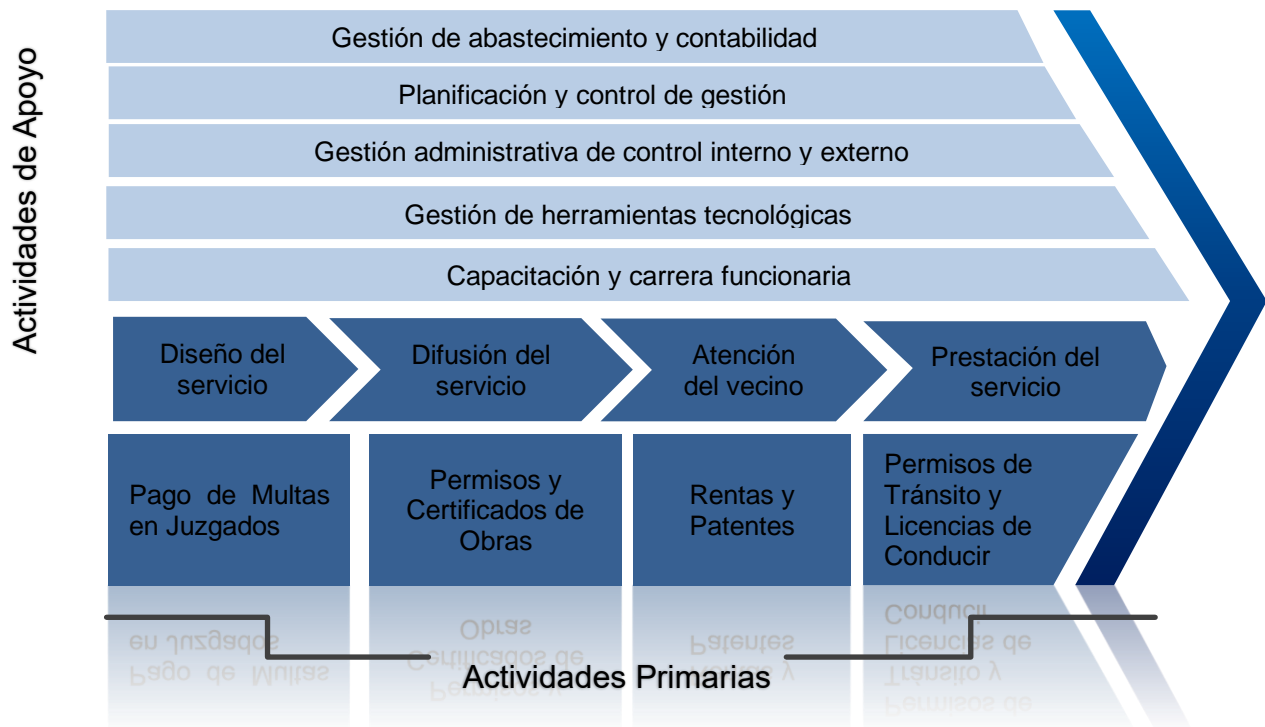 Actividades de Apoyo
Gestión de abastecimiento y contabilidad
Planificación y control de gestión
Gestión administrativa de control interno y externo
Gestión de herramientas tecnológicas
Capacitación y carrera funcionaria
Diseño del
servicio
Difusión del
servicio
Atención
del vecino
Prestación del
servicio
Pago de Multas
en Juzgados
Permisos y
Certificados de
Obras
Rentas y
Patentes
Permisos de
Tránsito y
Licencias de
Conducir
Actividades Primarias